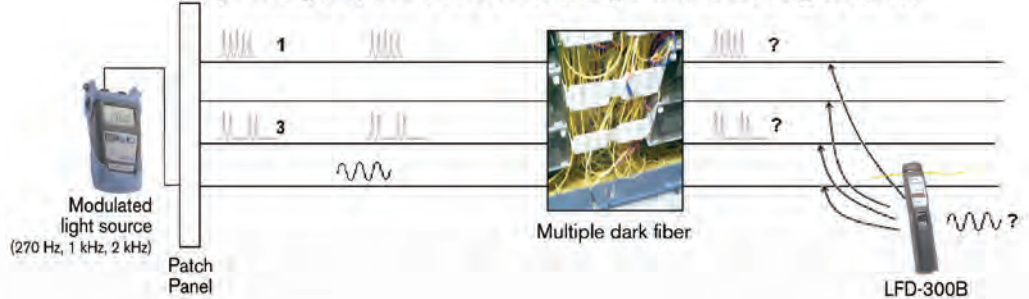 1
?
3
?
Modulated
light source
(270 Hz, 1 kHz, 2 kHz)
Patch
Panel
Multiple dark fiber
?
LFD-300B